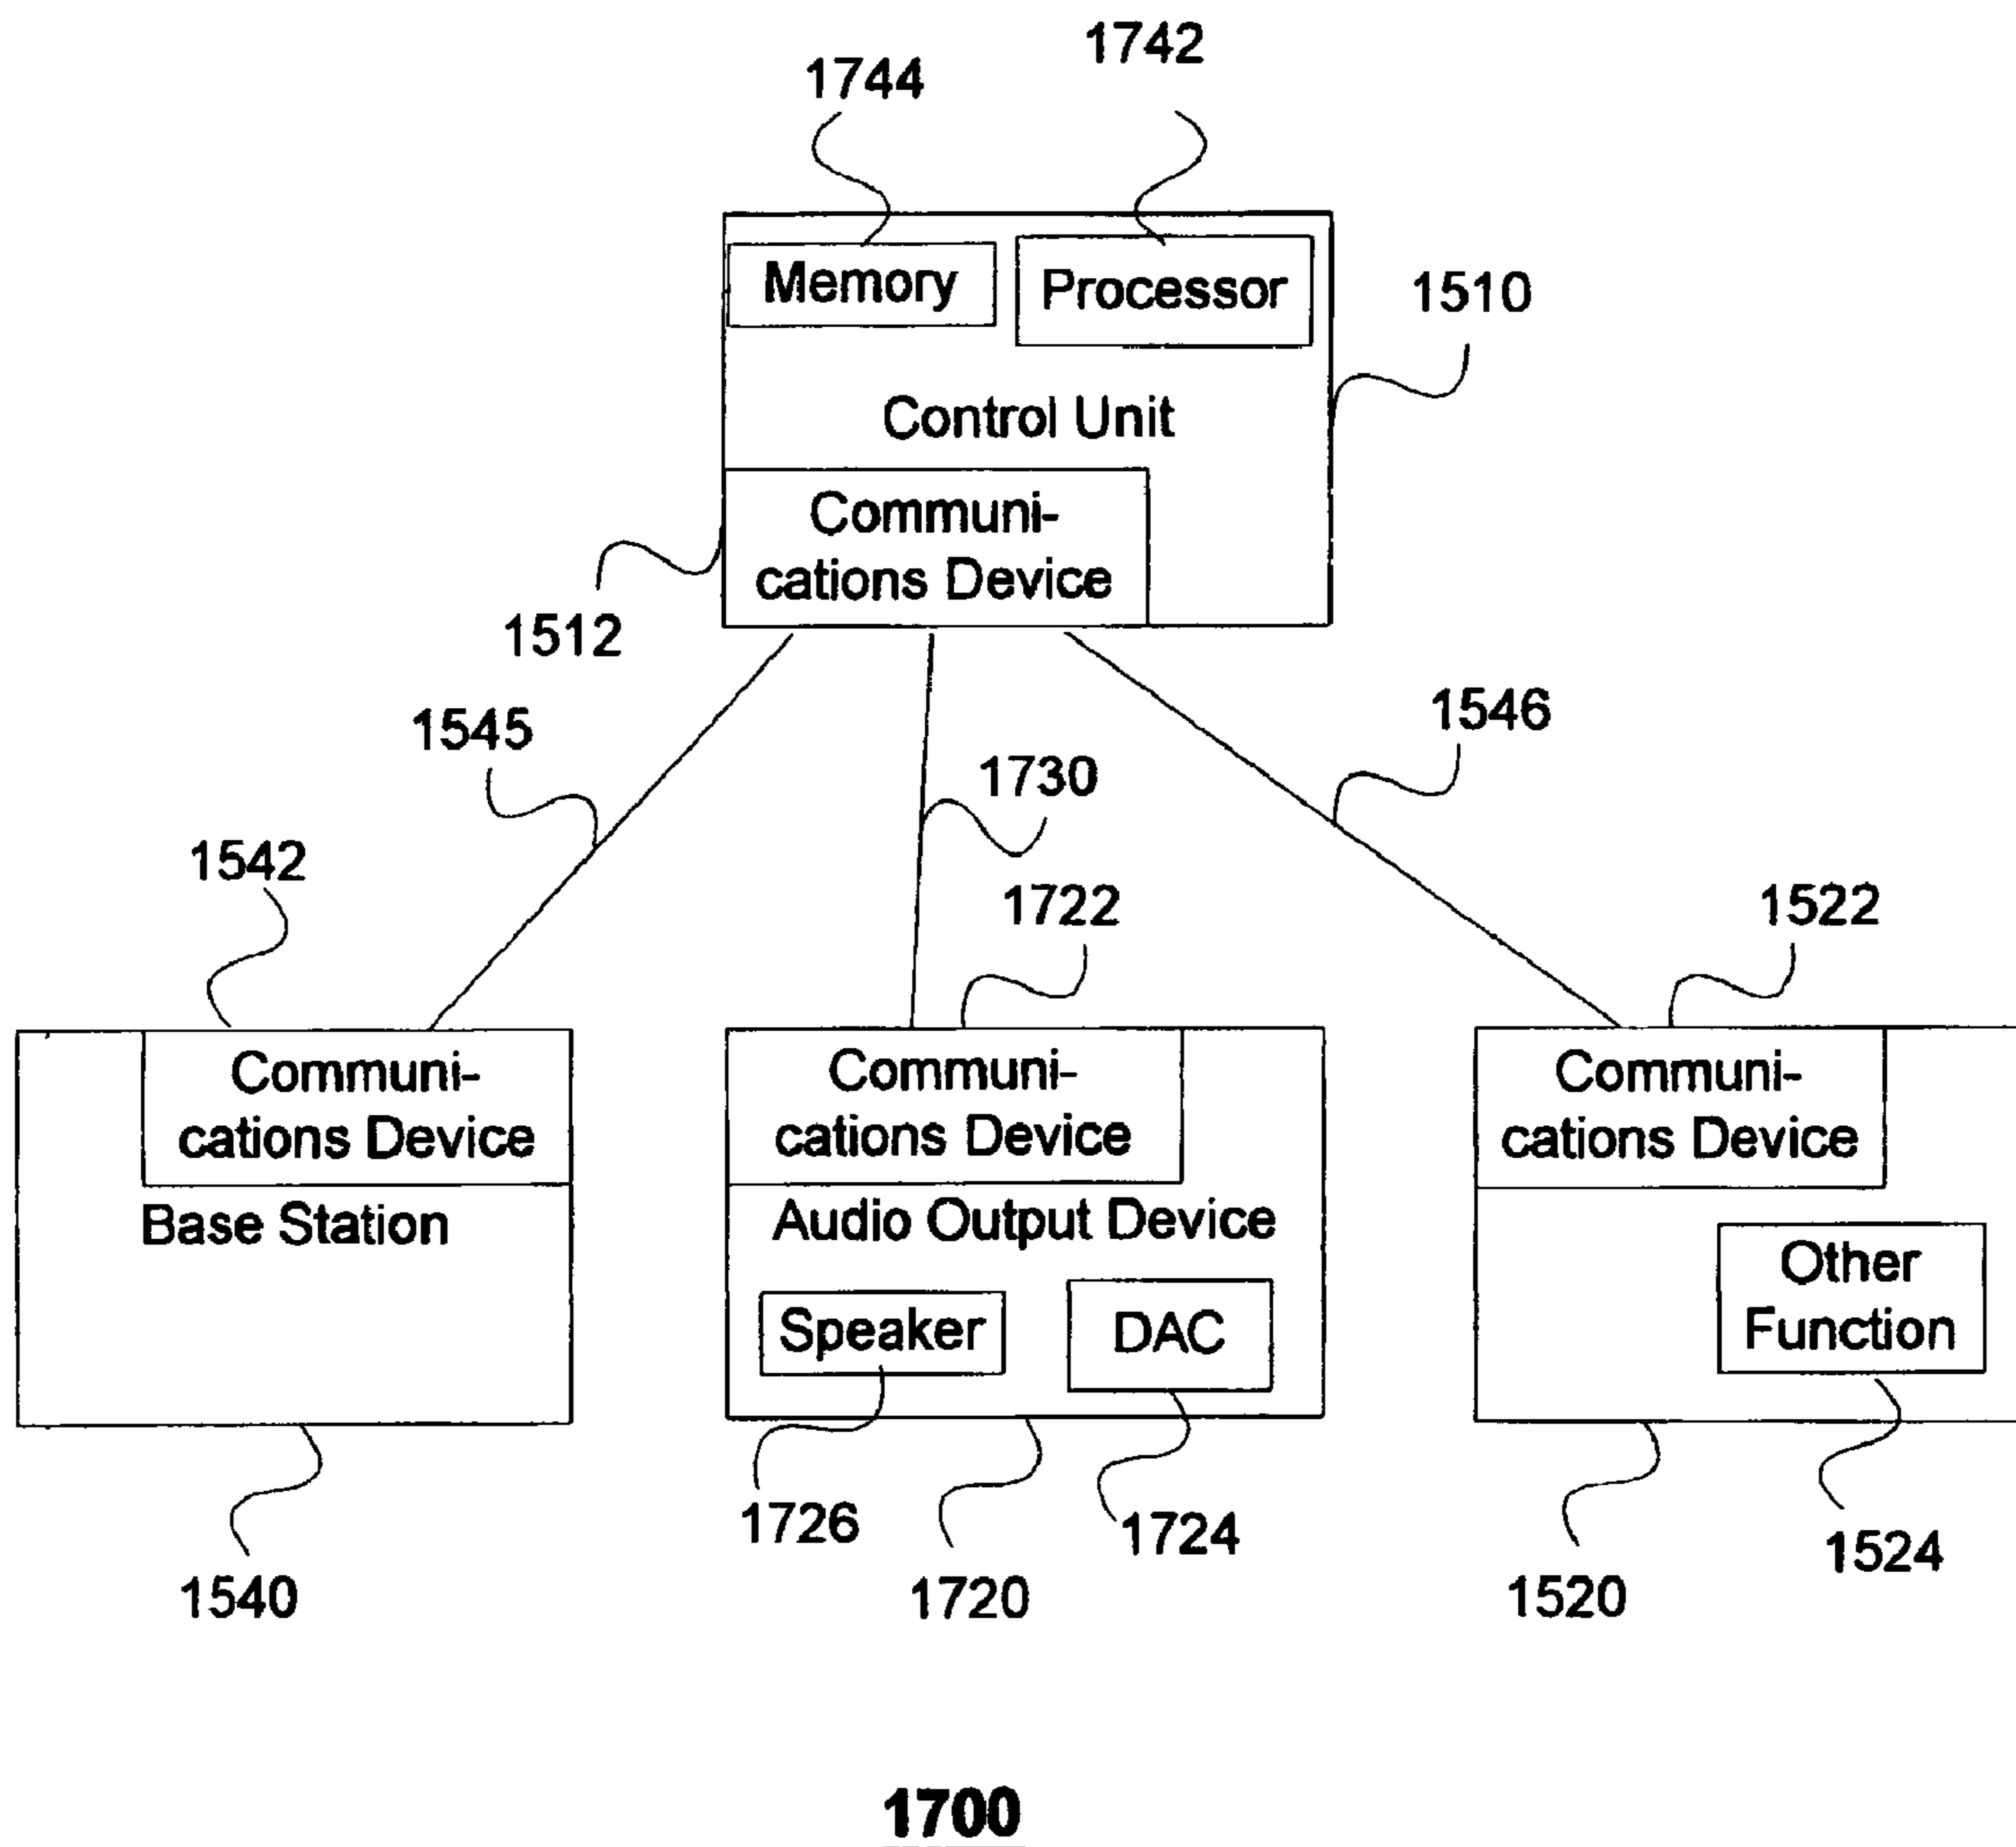 1742
1744
Memory
Processor
1510
Control Unit
Communi-
cations Device
1512
1545
1546
1730
1542
1722
1522
Communi-
cations Device
Base Station
Communi-
cations Device
Audio Output Device
Speaker
DAC
Communi-
cations Device
Other
Function
1726
1724
1524
1540
1720
1520
1700